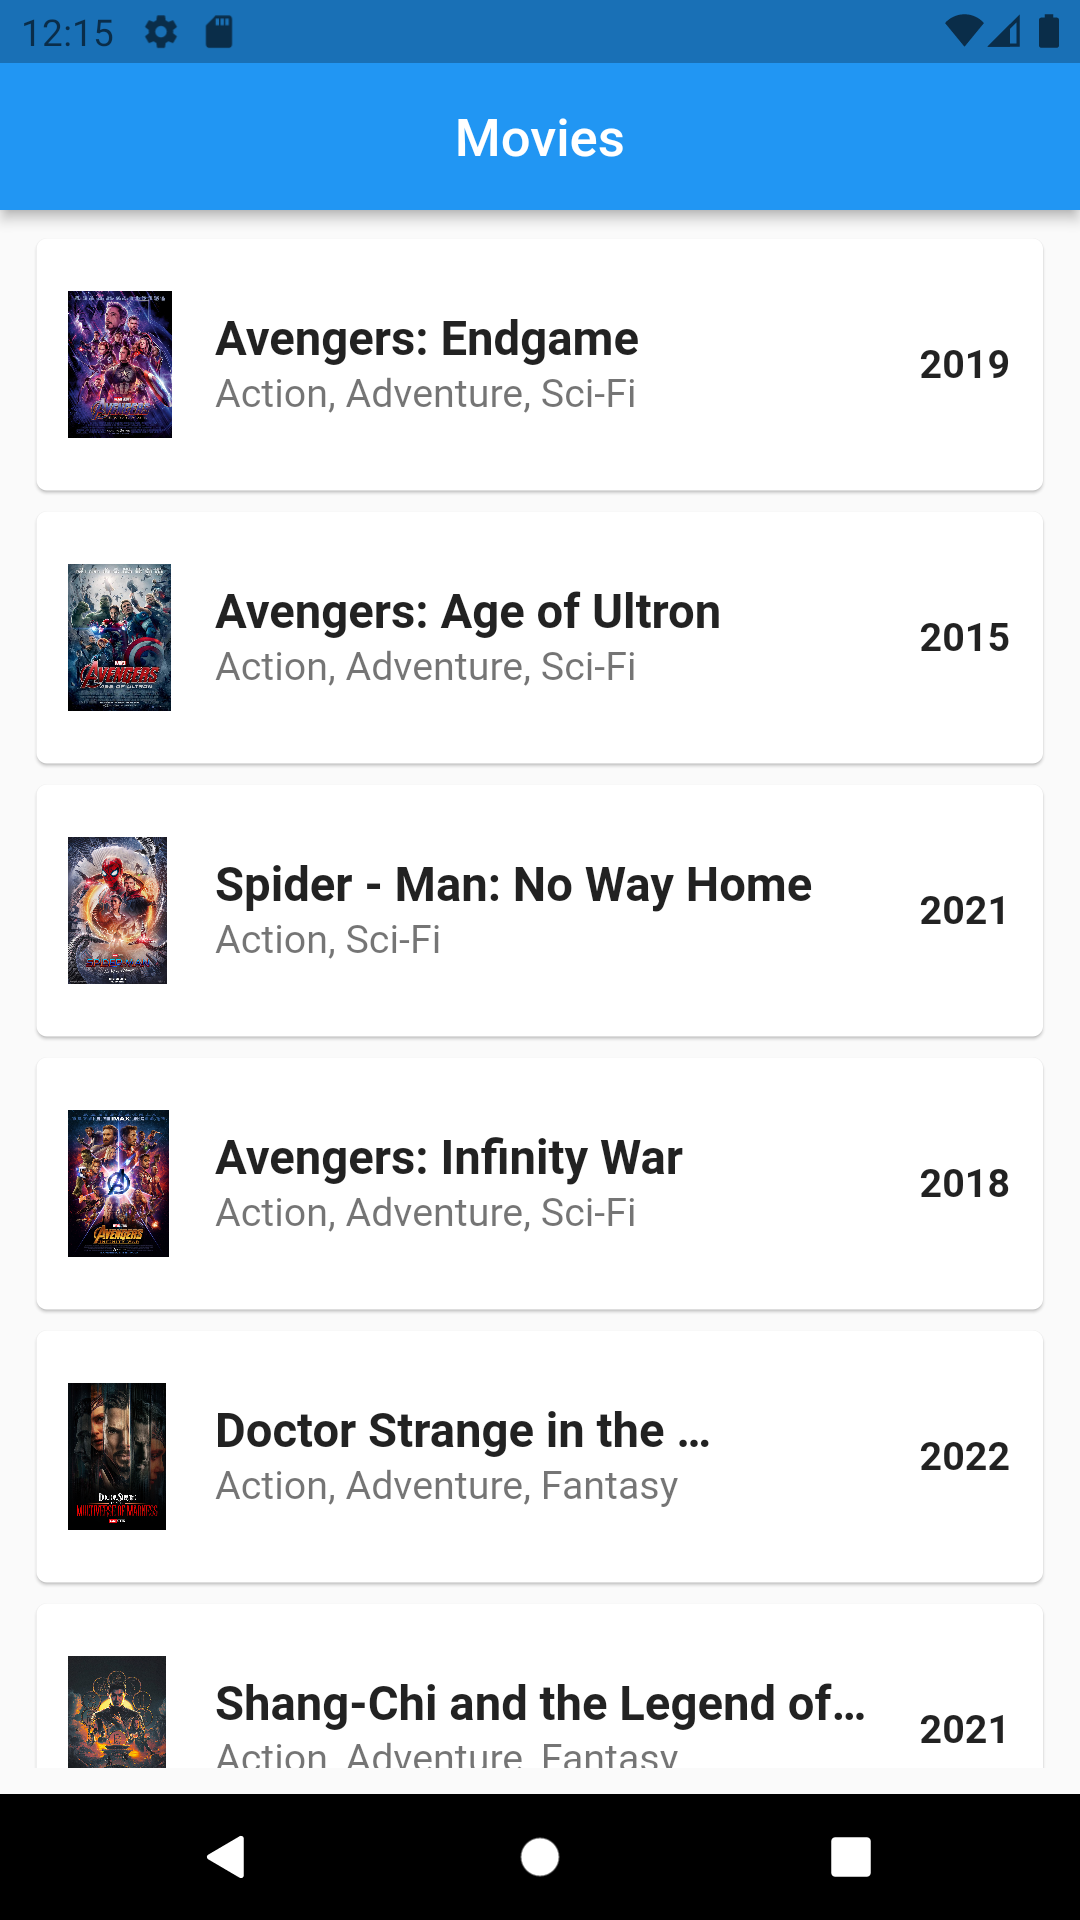 12:15
Movies
Avengers: Endgame
Action, Adventure, Sci-Fi
2019
Avengers: Age of Ultron
Action, Adventure, Sci-Fi
2015
Spider - Man: No Way Home
Action, Sci-Fi
2021
Avengers: Infinity War
Action, Adventure, Sci-Fi
2018
Doctor Strange in the ...
Action, Adventure, Fantasy
2022
Shang-Chi and the Legend of...
Action, Adventure, Fantasy
2021